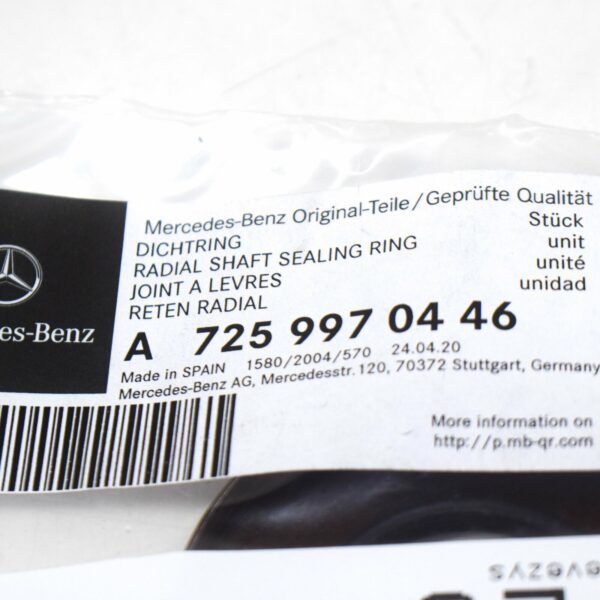 Mercedes-Benz Original-Teile/Geprüfte Qualität
DICHTRING
Stück
RADIAL SHAFT SEALING RING
unit
JOINT A LEVRES
unité
RETEN RADIAL
unidad
A 725 997 04 46
Made in SPAIN 1580/2004/570 24.04.20
Mercedes-Benz AG, Mercedesstr. 120, 70372 Stuttgart, Germany
des-Benz
More information on
http://p.mb-qr.com